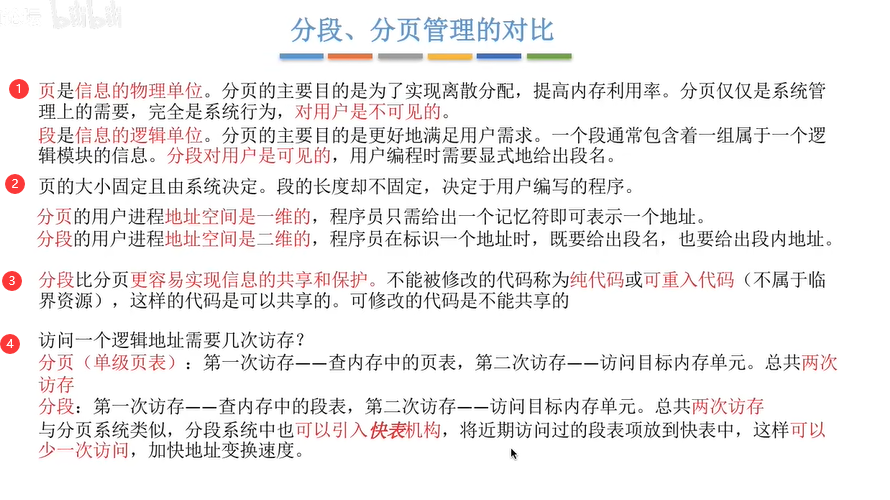 bilibili
分段、分页管理的对比
1
页是信息的物理单位。分页的主要目的是为了实现离散分配，提高内存利用率。分页仅仅是系统管
理上的需要，完全是系统行为，对用户是不可见的。
段是信息的逻辑单位。分页的主要目的是更好地满足用户需求。一个段通常包含着一组属于一个逻
辑模块的信息。分段对用户是可见的，用户编程时需要显式地给出段名。
2
页的大小固定且由系统决定。段的长度却不固定，决定于用户编写的程序。
分页的用户进程地址空间是一维的，程序员只需给出一个记忆符即可表示一个地址。
分段的用户进程地址空间是二维的，程序员在标识一个地址时，既要给出段名，也要给出段内地址。
3
分段比分页更容易实现信息的共享和保护。不能被修改的代码称为纯代码或可重入代码（不属于临
界资源），这样的代码是可以共享的。可修改的代码是不能共享的
4
访问一个逻辑地址需要几次访存？
分页（单级页表）：第一次访存——查内存中的页表，第二次访存——访问目标内存单元。总共两次
访存
分段：第一次访存——查内存中的段表，第二次访存——访问目标内存单元。总共两次访存
与分页系统类似，分段系统中也可以引入快表机构，将近期访问过的段表项放到快表中，这样可以
少一次访问，加快地址变换速度。